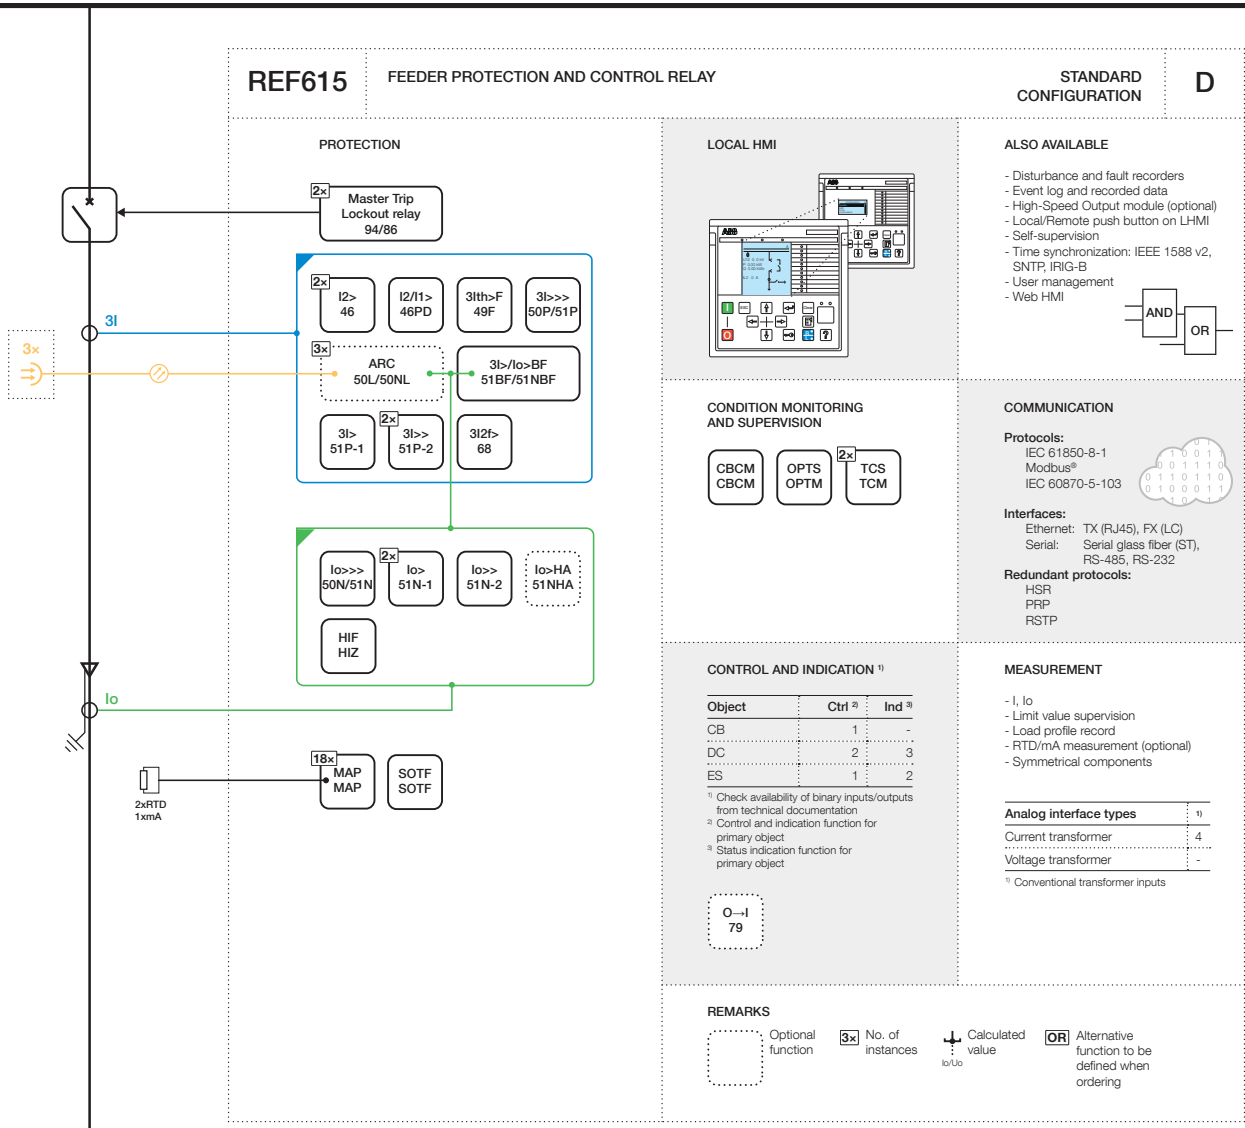 REF615
FEEDER PROTECTION AND CONTROL RELAY
STANDARD
CONFIGURATION
D
PROTECTION
2×
Master Trip
Lockout relay
94/86
3I
3×
2×
I2>
46
I2/I1>
46PD
3Ith>F
49F
3I>>>
50P/51P
3×
ARC
50L/50NL
3I>/Io>BF
51BF/51NBF
3I>
51P-1
2×
3I>>
51P-2
3I2f>
68
Io>>>
50N/51N
2×
Io>
51N-1
Io>>
51N-2
Io>HA
51NHA
HIF
HIZ
Io
18×
MAP
MAP
SOTF
SOTF
2xRTD
1xmA
LOCAL HMI
ABB
ABB
ALSO AVAILABLE
- Disturbance and fault recorders
- Event log and recorded data
- High-Speed Output module (optional)
- Local/Remote push button on LHMI
- Self-supervision
- Time synchronization: IEEE 1588 v2,
SNTP, IRIG-B
- User management
- Web HMI
AND
OR
CONDITION MONITORING
AND SUPERVISION
CBCM
CBCM
OPTS
OPTM
2×
TCS
TCM
COMMUNICATION
Protocols:
IEC 61850-8-1
Modbus®
IEC 60870-5-103
Interfaces:
Ethernet: TX (RJ45), FX (LC)
Serial: Serial glass fiber (ST),
RS-485, RS-232
Redundant protocols:
HSR
PRP
RSTP
CONTROL AND INDICATION 1)
Object Ctrl 2) Ind 3)
CB 1 -
DC 2 3
ES 1 2
1) Check availability of binary inputs/outputs
from technical documentation
2) Control and indication function for
primary object
3) Status indication function for
primary object
O→I
79
MEASUREMENT
- I, Io
- Limit value supervision
- Load profile record
- RTD/mA measurement (optional)
- Symmetrical components
Analog interface types 1)
Current transformer 4
Voltage transformer -
1) Conventional transformer inputs
REMARKS
Optional
function
3×
No. of
instances
Io/Uo
Calculated
value
OR
Alternative
function to be
defined when
ordering